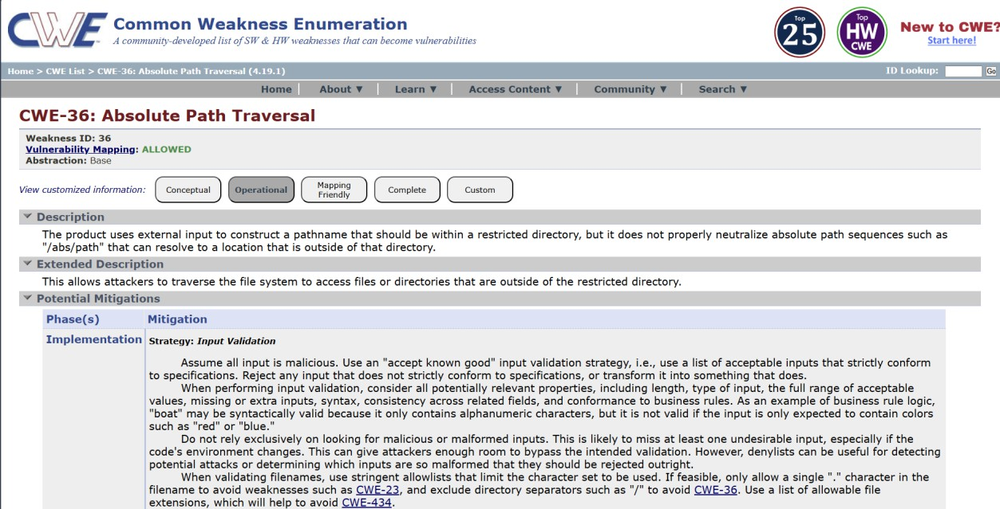 CWE Common Weakness Enumeration
A community-developed list of SW & HW weaknesses that can become vulnerabilities
Top 25
Top HW CWE
New to CWE?
Start here!
Home > CWE List > CWE-36: Absolute Path Traversal (4.19.1)
ID Lookup: Go
Home About ▼ Learn ▼ Access Content ▼ Community ▼ Search ▼
CWE-36: Absolute Path Traversal
Weakness ID: 36
Vulnerability Mapping: ALLOWED
Abstraction: Base
View customized information: Conceptual Operational Mapping Friendly Complete Custom
Description
The product uses external input to construct a pathname that should be within a restricted directory, but it does not properly neutralize absolute path sequences such as
"/abs/path" that can resolve to a location that is outside of that directory.
Extended Description
This allows attackers to traverse the file system to access files or directories that are outside of the restricted directory.
Potential Mitigations
Phase(s) Mitigation
Implementation Strategy: Input Validation
Assume all input is malicious. Use an "accept known good" input validation strategy, i.e., use a list of acceptable inputs that strictly conform
to specifications. Reject any input that does not strictly conform to specifications, or transform it into something that does.
When performing input validation, consider all potentially relevant properties, including length, type of input, the full range of acceptable
values, missing or extra inputs, syntax, consistency across related fields, and conformance to business rules. As an example of business rule logic,
"boat" may be syntactically valid because it only contains alphanumeric characters, but it is not valid if the input is only expected to contain colors
such as "red" or "blue."
Do not rely exclusively on looking for malicious or malformed inputs. This is likely to miss at least one undesirable input, especially if the
code's environment changes. This can give attackers enough room to bypass the intended validation. However, denylists can be useful for detecting
potential attacks or determining which inputs are so malformed that they should be rejected outright.
When validating filenames, use stringent allowlists that limit the character set to be used. If feasible, only allow a single "." character in the
filename to avoid weaknesses such as CWE-23, and exclude directory separators such as "/" to avoid CWE-36. Use a list of allowable file
extensions, which will help to avoid CWE-434.